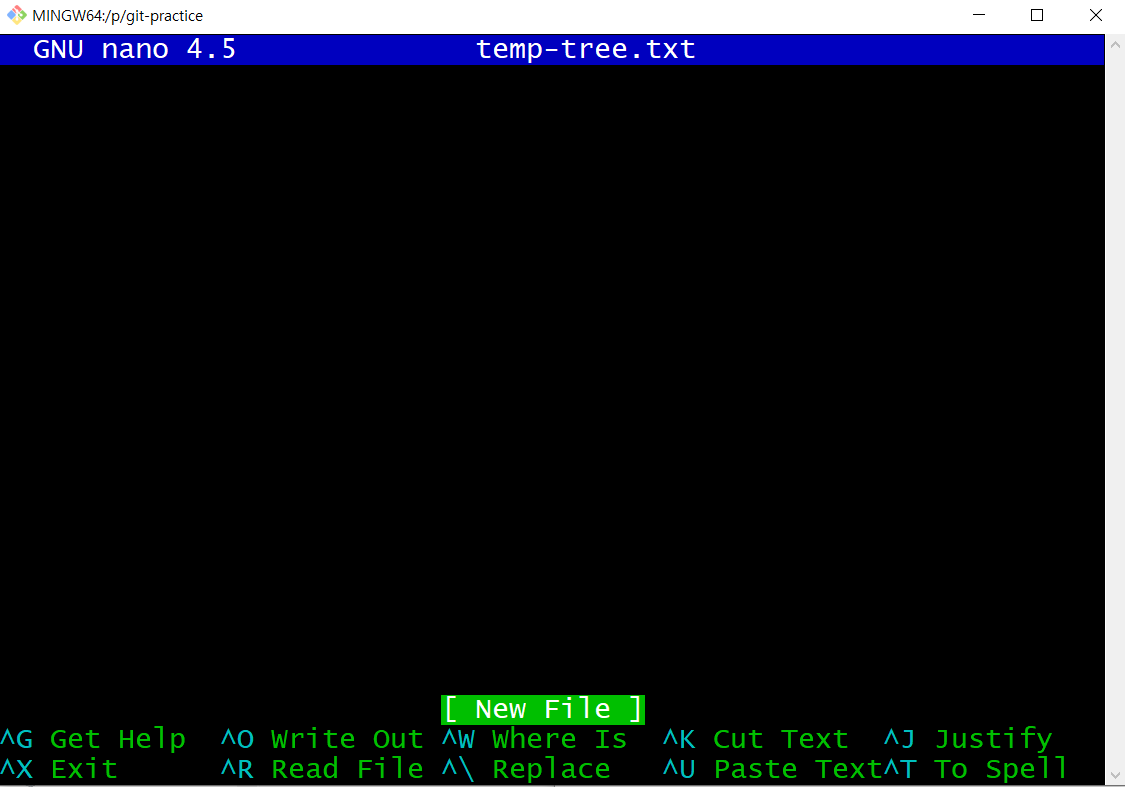 MINGW64:/p/git-practice
GNU nano 4.5 temp-tree.txt
[ New File ]
^G Get Help ^O Write Out ^W Where Is ^K Cut Text ^J Justify
^X Exit ^R Read File ^\ Replace ^U Paste Text^T To Spell